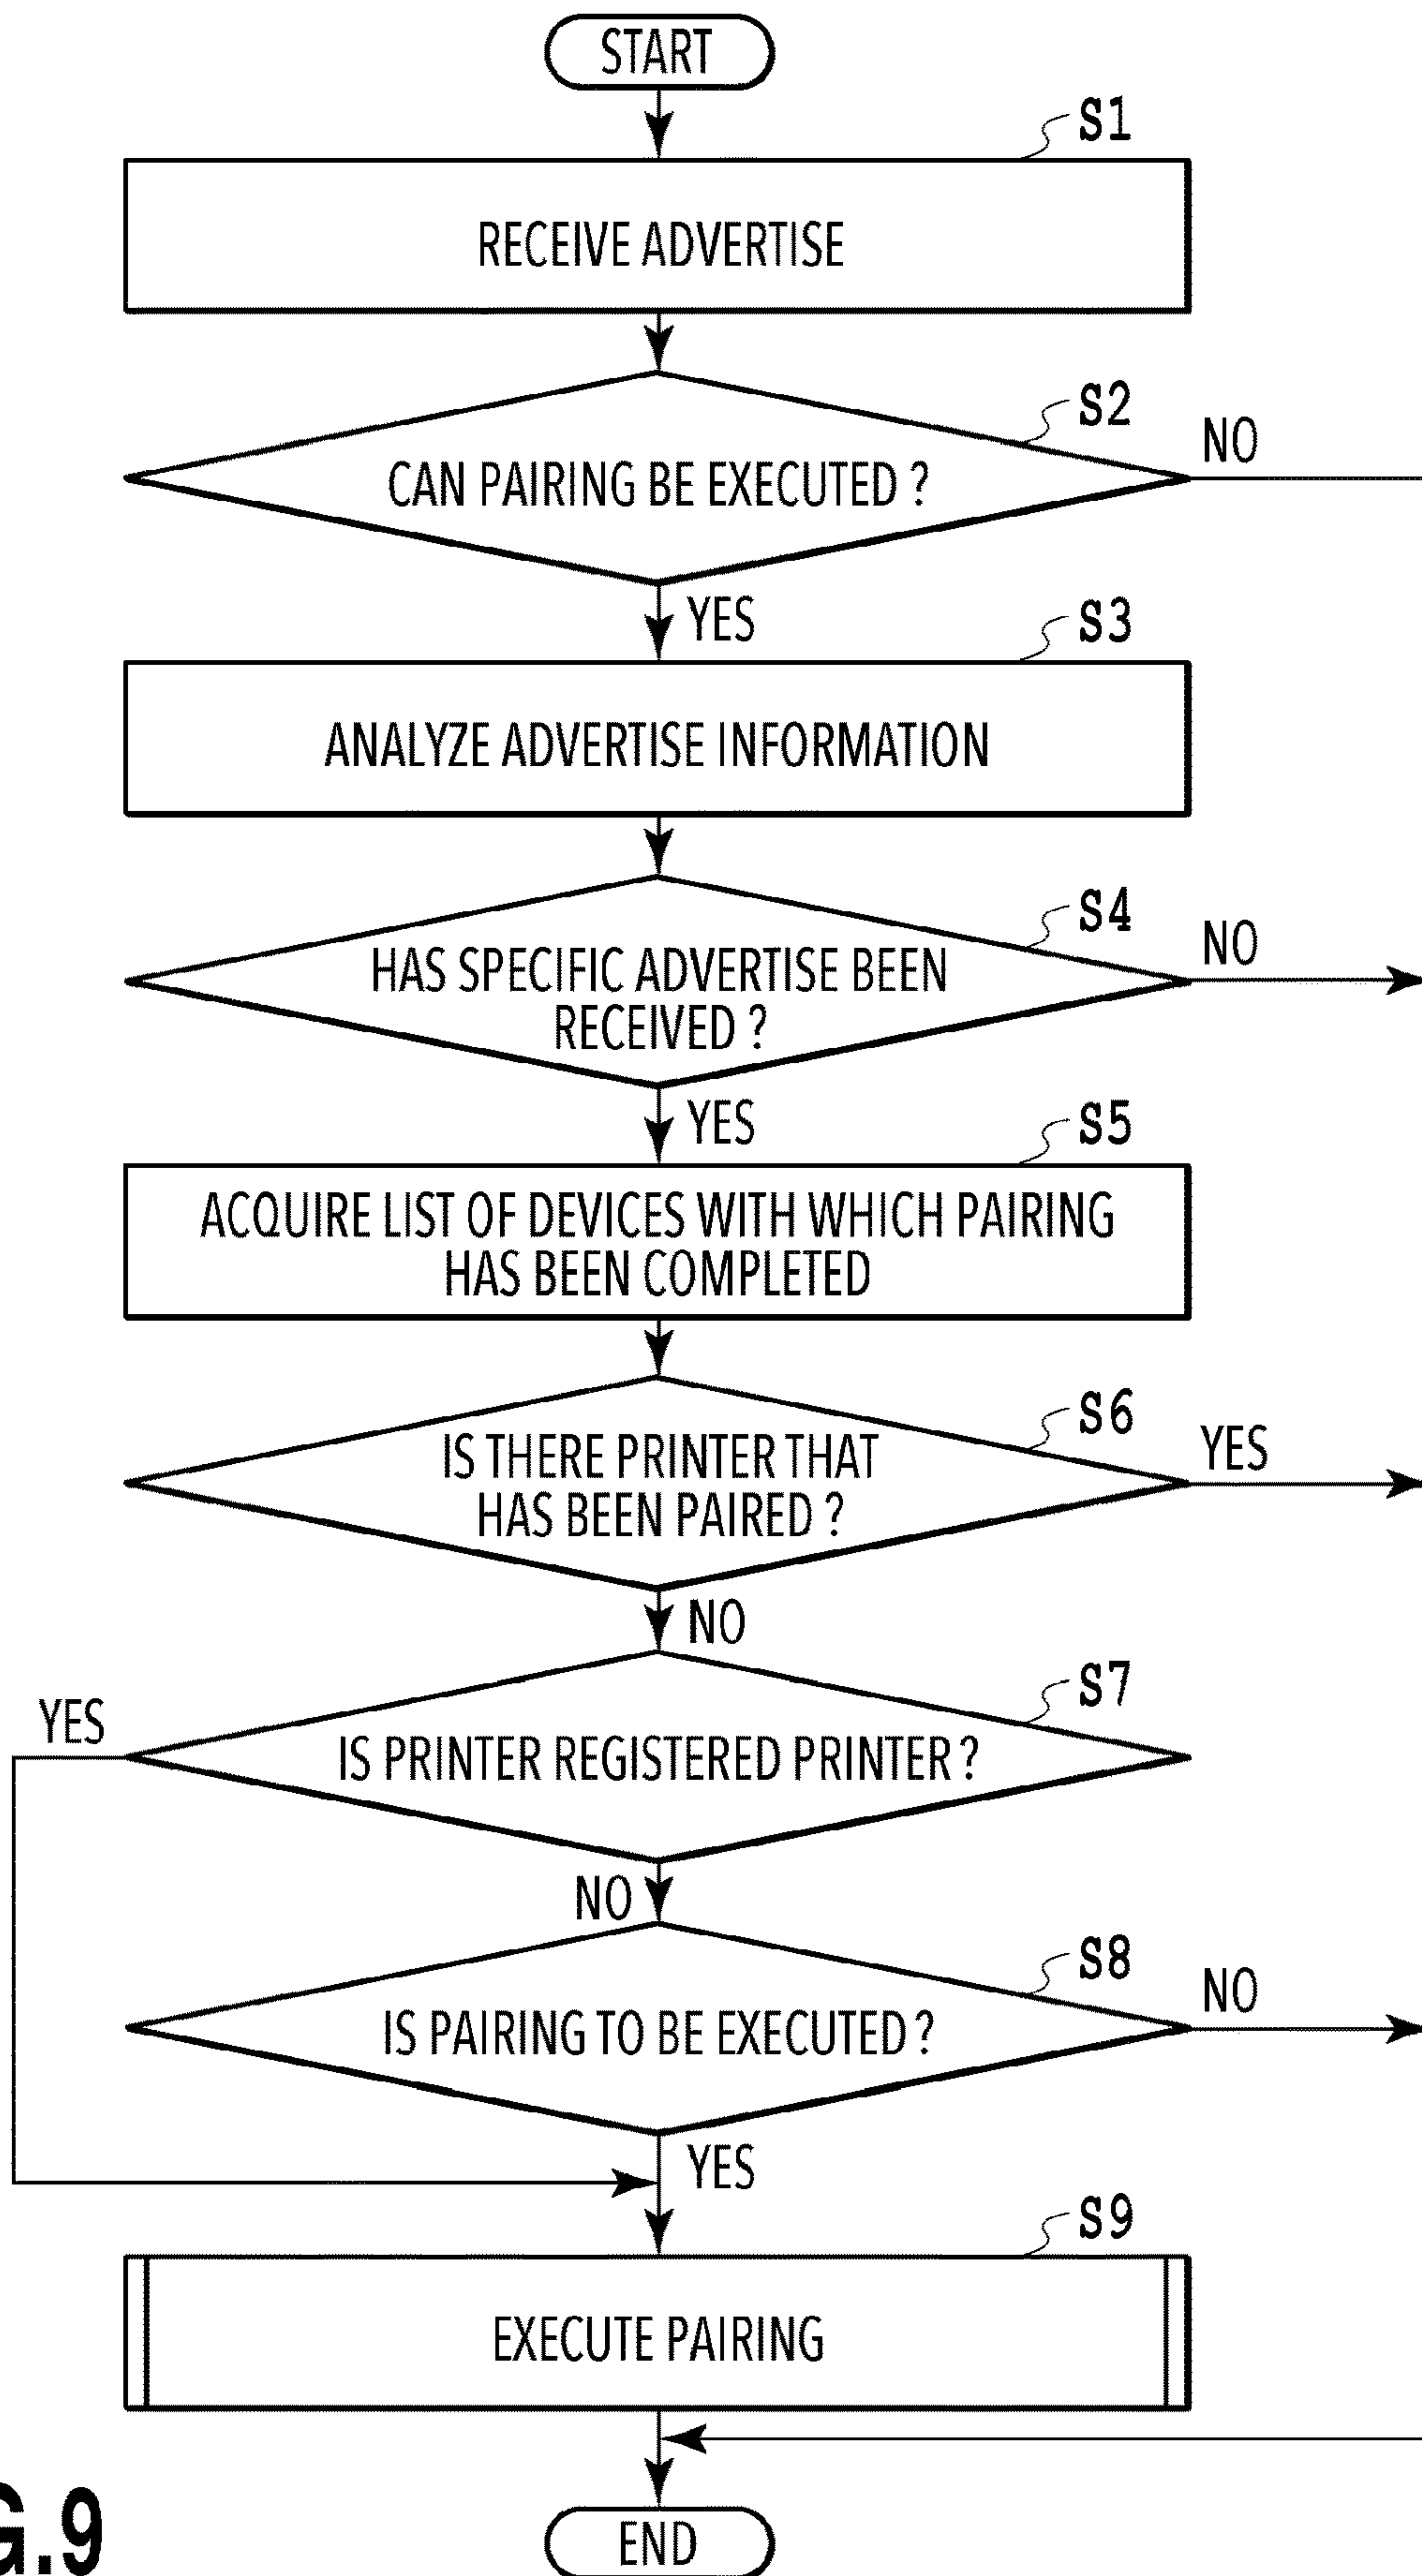 START
S1
RECEIVE ADVERTISE
S2
CAN PAIRING BE EXECUTED ?
NO
YES
S3
ANALYZE ADVERTISE INFORMATION
S4
HAS SPECIFIC ADVERTISE BEEN
RECEIVED ?
NO
YES
S5
ACQUIRE LIST OF DEVICES WITH WHICH PAIRING
HAS BEEN COMPLETED
S6
IS THERE PRINTER THAT
HAS BEEN PAIRED ?
YES
NO
S7
YES
IS PRINTER REGISTERED PRINTER ?
NO
S8
IS PAIRING TO BE EXECUTED ?
NO
YES
S9
EXECUTE PAIRING
END
G.9